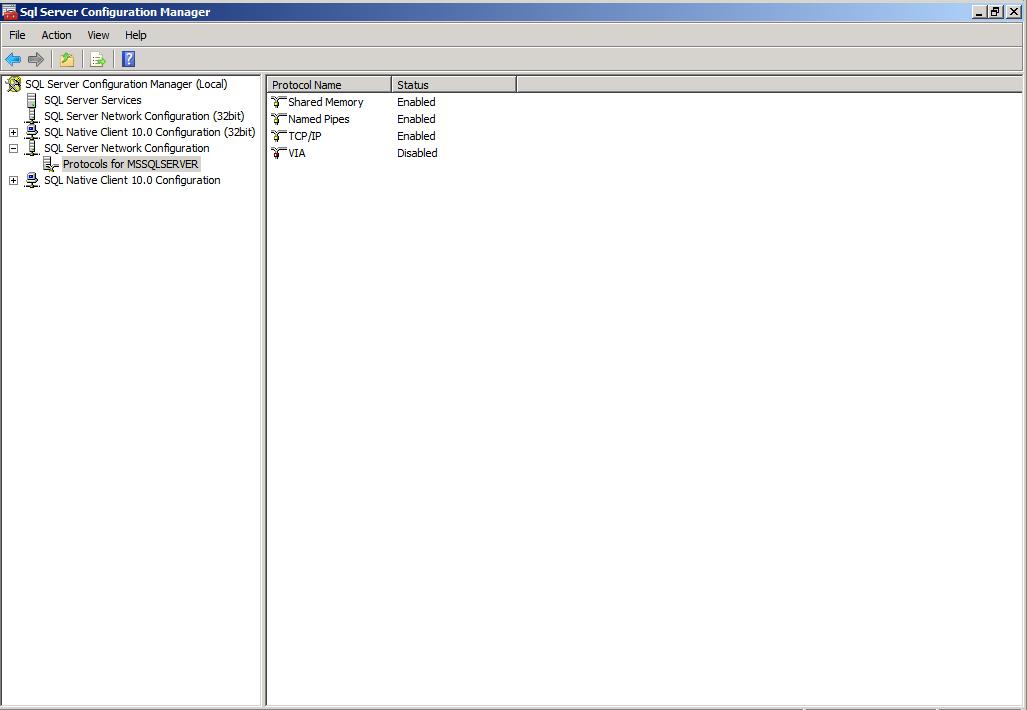 Sql Server Configuration Manager
File Action View Help
SQL Server Configuration Manager (Local)
SQL Server Services
SQL Server Network Configuration (32bit)
SQL Native Client 10.0 Configuration (32bit)
SQL Server Network Configuration
Protocols for MSSQLSERVER
SQL Native Client 10.0 Configuration
Protocol Name Status
Shared Memory Enabled
Named Pipes Enabled
TCP/IP Enabled
VIA Disabled